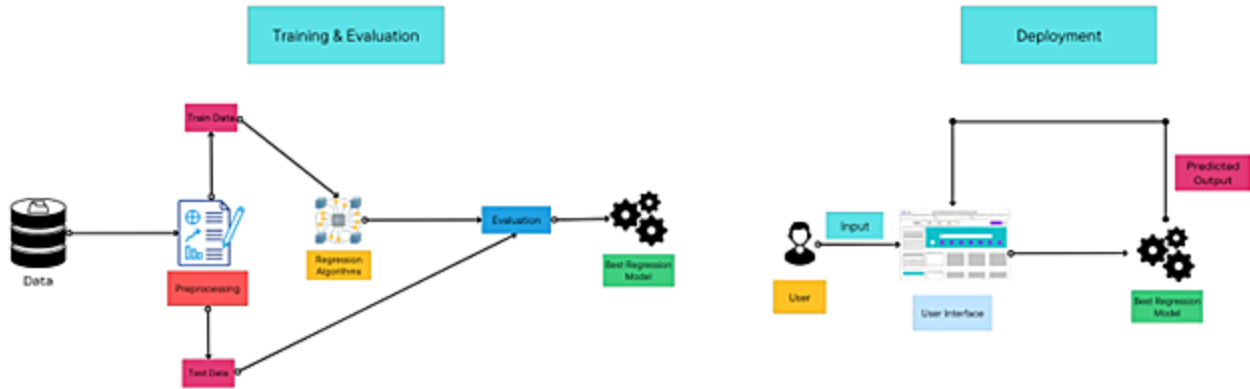 Training & Evaluation
Deployment
Train Data
Predicted
Output
Input
Evaluation
Data
Regression
Algorithms
Best Regression
Model
Preprocessing
User
User Interface
Best Regression
Model
Test Data